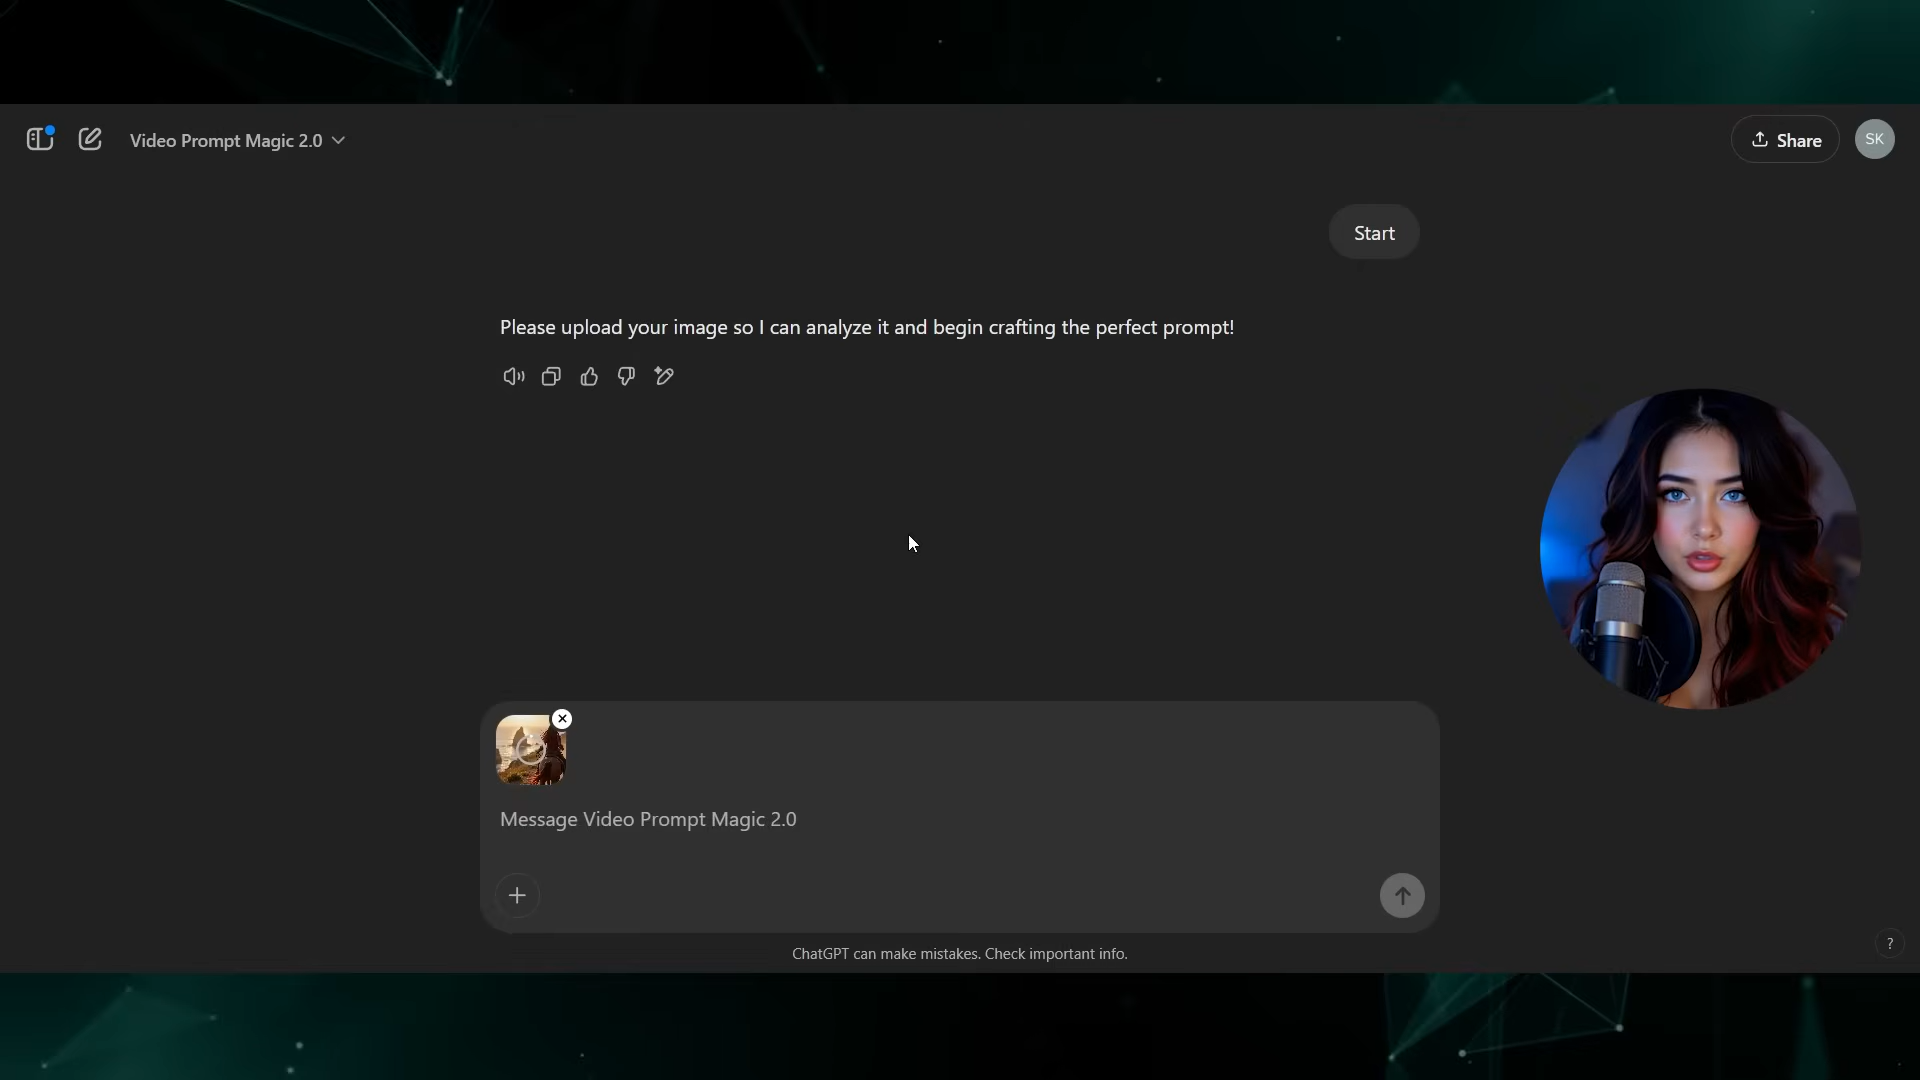 Video Prompt Magic 2.0
Share
SK
Start
Please upload your image so I can analyze it and begin crafting the perfect prompt!
Message Video Prompt Magic 2.0
ChatGPT can make mistakes. Check important info.
?